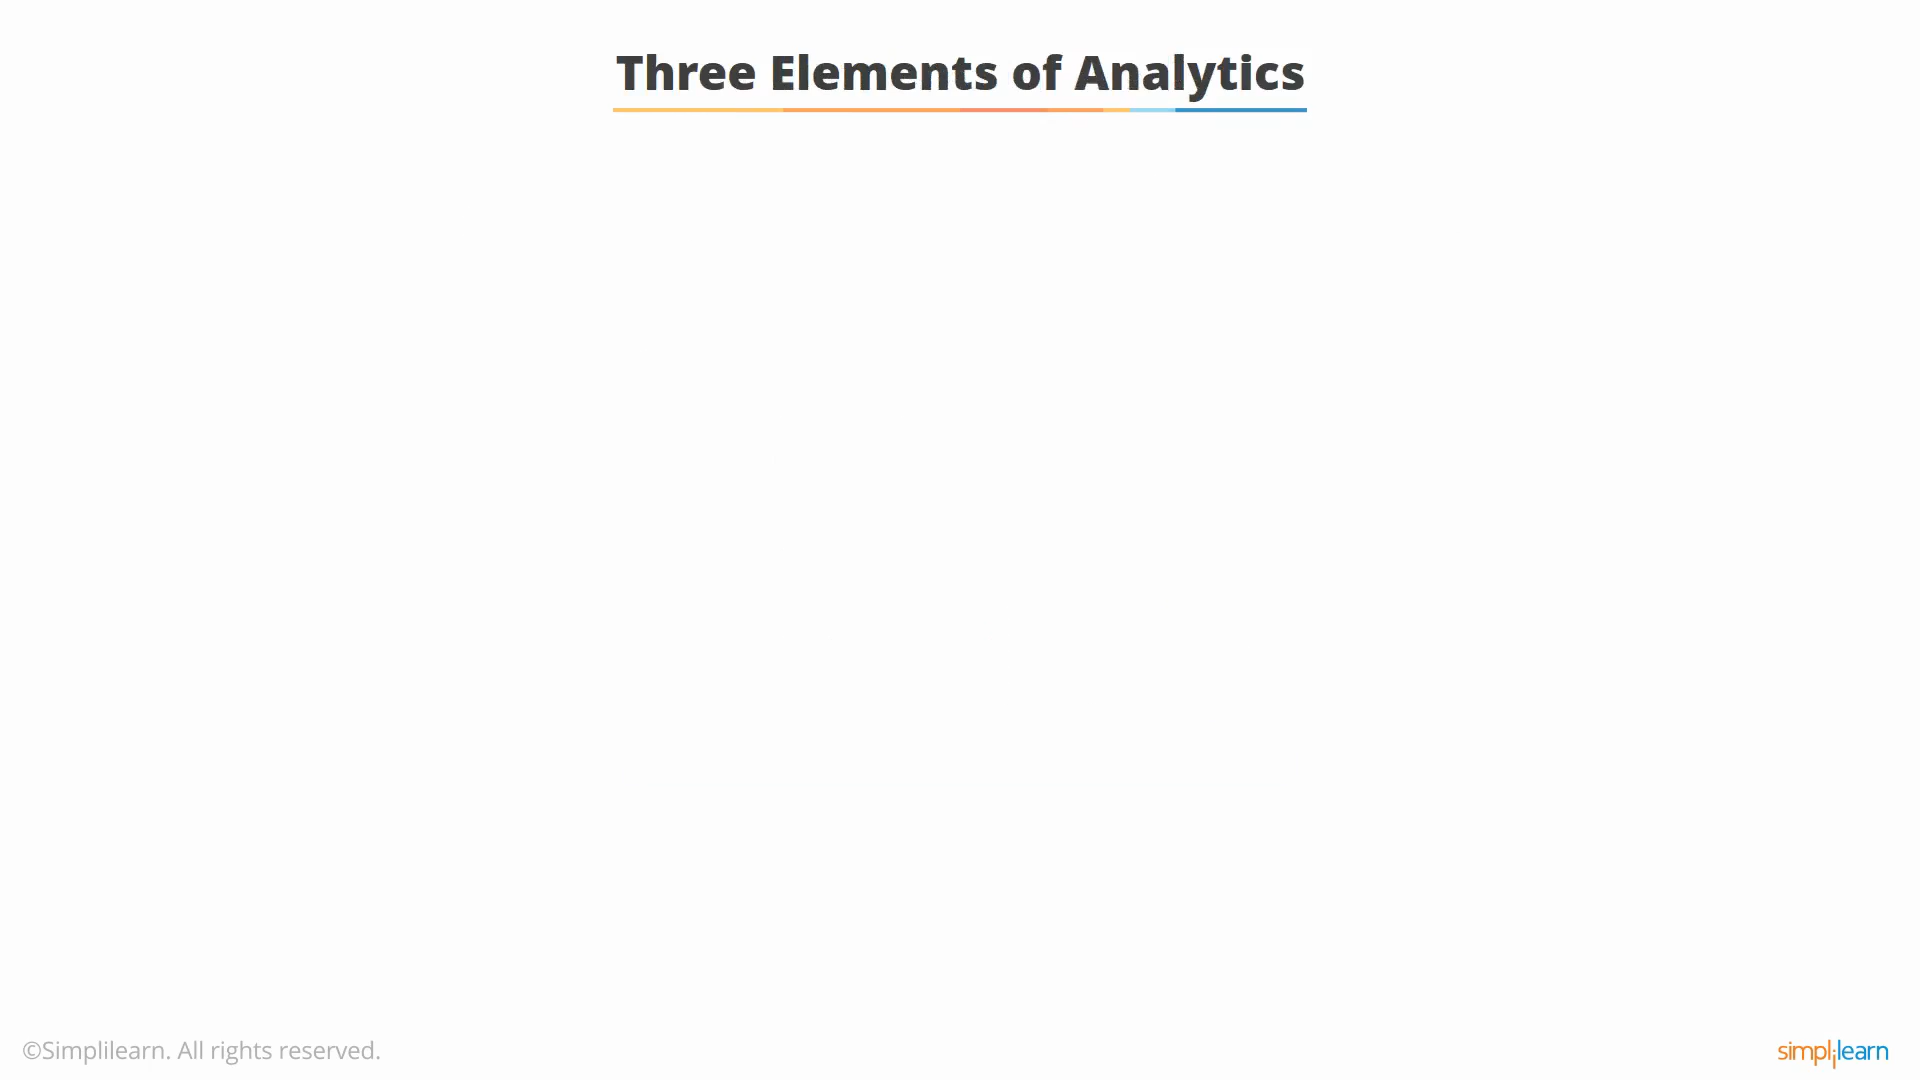 Three Elements of Analytics
©Simplilearn. All rights reserved.
simplilearn